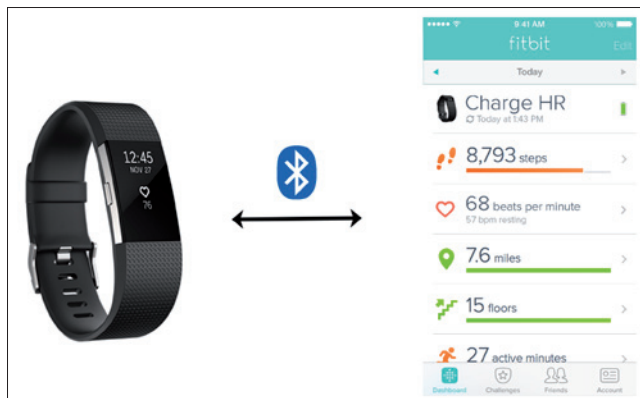 12:45
NOV 27
76
9:41 AM 100%
fitbit Edit
Today
Charge HR
Today at 1:43 PM
8,793 steps
68 beats per minute
57 bpm resting
7.6 miles
15 floors
27 active minutes
Dashboard Challenges Friends Account